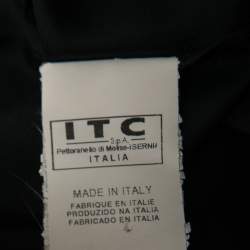 ITC
S.p.A.
Pettoranello di Molise-ISERNIA
ITALIA
MADE IN ITALY
FABRIQUE EN ITALIE
PRODUZIDO NA ITALIA
FABRICADO EN ITALIA